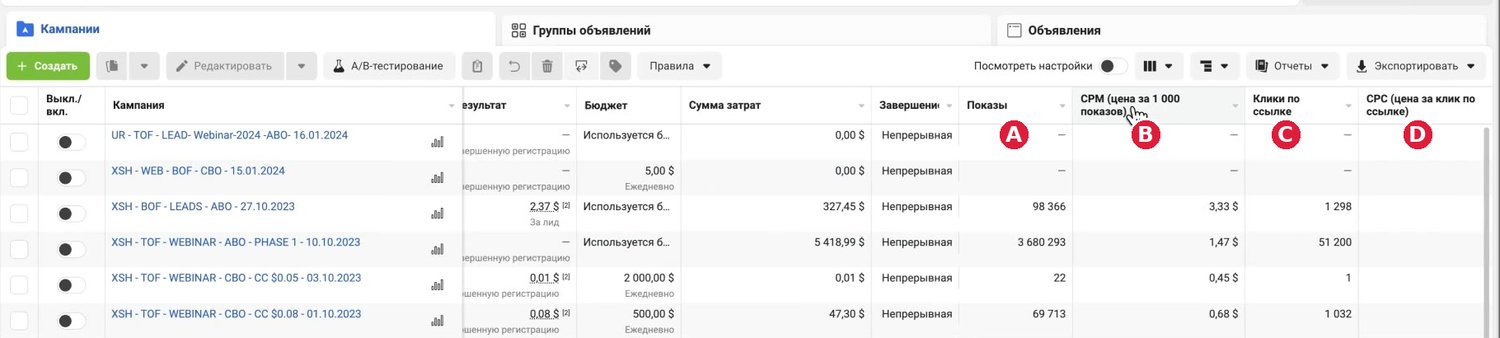 Кампании
Группы объявлений
Объявления
+ Создать
Редактировать
A/B-тестирование
Правила
Посмотреть настройки
Отчеты
Экспортировать
Выкл./
вкл.
Кампания
езультат
Бюджет
Сумма затрат
Завершени
Показы
CPM (цена за 1 000
показов)
Клики по
ссылке
CPC (цена за клик по
ссылке)
A
B
C
D
UR - TOF - LEAD- Webinar-2024 -ABO- 16.01.2024
—
Используется б...
0,00 $
Непрерывная
—
—
—
вершенную регистрацию
XSH - WEB - BOF - CBO - 15.01.2024
—
5,00 $
0,00 $
Непрерывная
—
—
—
вершенную регистрацию
Ежедневно
XSH - BOF - LEADS - ABO - 27.10.2023
2,37 $ [2]
Используется б...
327,45 $
Непрерывная
98 366
3,33 $
1 298
За лид
XSH - TOF - WEBINAR - ABO - PHASE 1 - 10.10.2023
—
Используется б...
5 418,99 $
Непрерывная
3 680 293
1,47 $
51 200
вершенную регистрацию
XSH - TOF - WEBINAR - CBO - CC $0.05 - 03.10.2023
0,01 $ [2]
2 000,00 $
0,01 $
Непрерывная
22
0,45 $
1
ршенную регистрацию
Ежедневно
XSH - TOF - WEBINAR - CBO - CC $0.08 - 01.10.2023
0,08 $ [2]
500,00 $
47,30 $
Непрерывная
69 713
0,68 $
1 032
ршенную регистрацию
Ежедневно